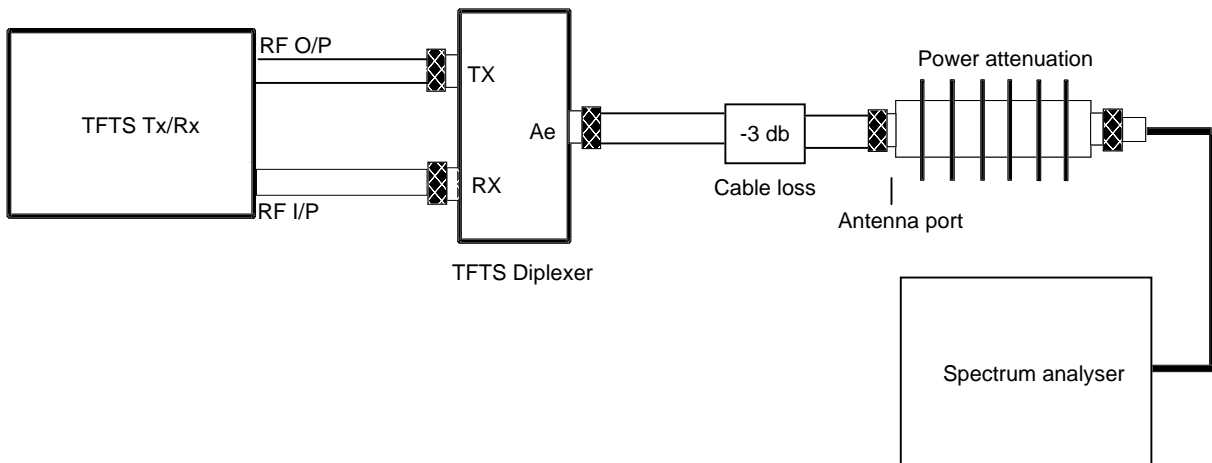 RF O/P
TFTS Tx/Rx
RF I/P
TX
Ae
RX
TFTS Diplexer
-3 db
Cable loss
Power attenuation
Antenna port
Spectrum analyser